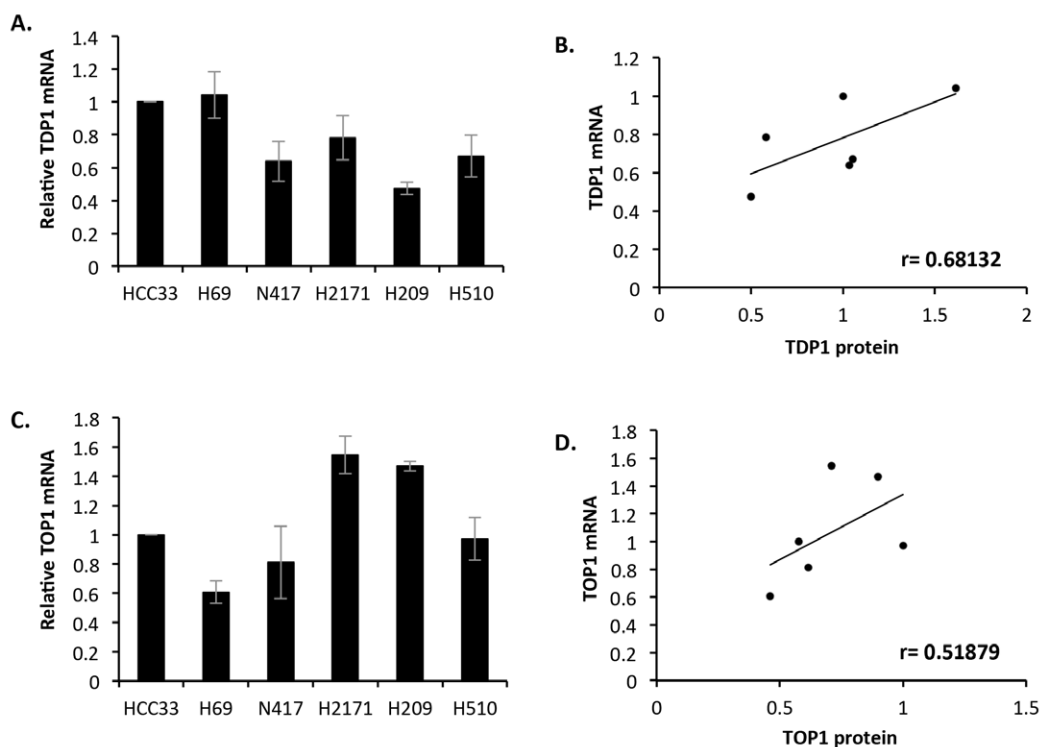 A.
Relative TDP1 mRNA
1.4
1.2
1
0.8
0.6
0.4
0.2
0
HCC33 H69 N417 H2171 H209 H510
B.
TDP1 mRNA
1.2
1
0.8
0.6
0.4
0.2
0
r= 0.68132
0 0.5 1 1.5 2
TDP1 protein
C.
Relative TOP1 mRNA
1.8
1.6
1.4
1.2
1
0.8
0.6
0.4
0.2
0
HCC33 H69 N417 H2171 H209 H510
D.
TOP1 mRNA
1.8
1.6
1.4
1.2
1
0.8
0.6
0.4
0.2
0
r= 0.51879
0 0.5 1 1.5
TOP1 protein